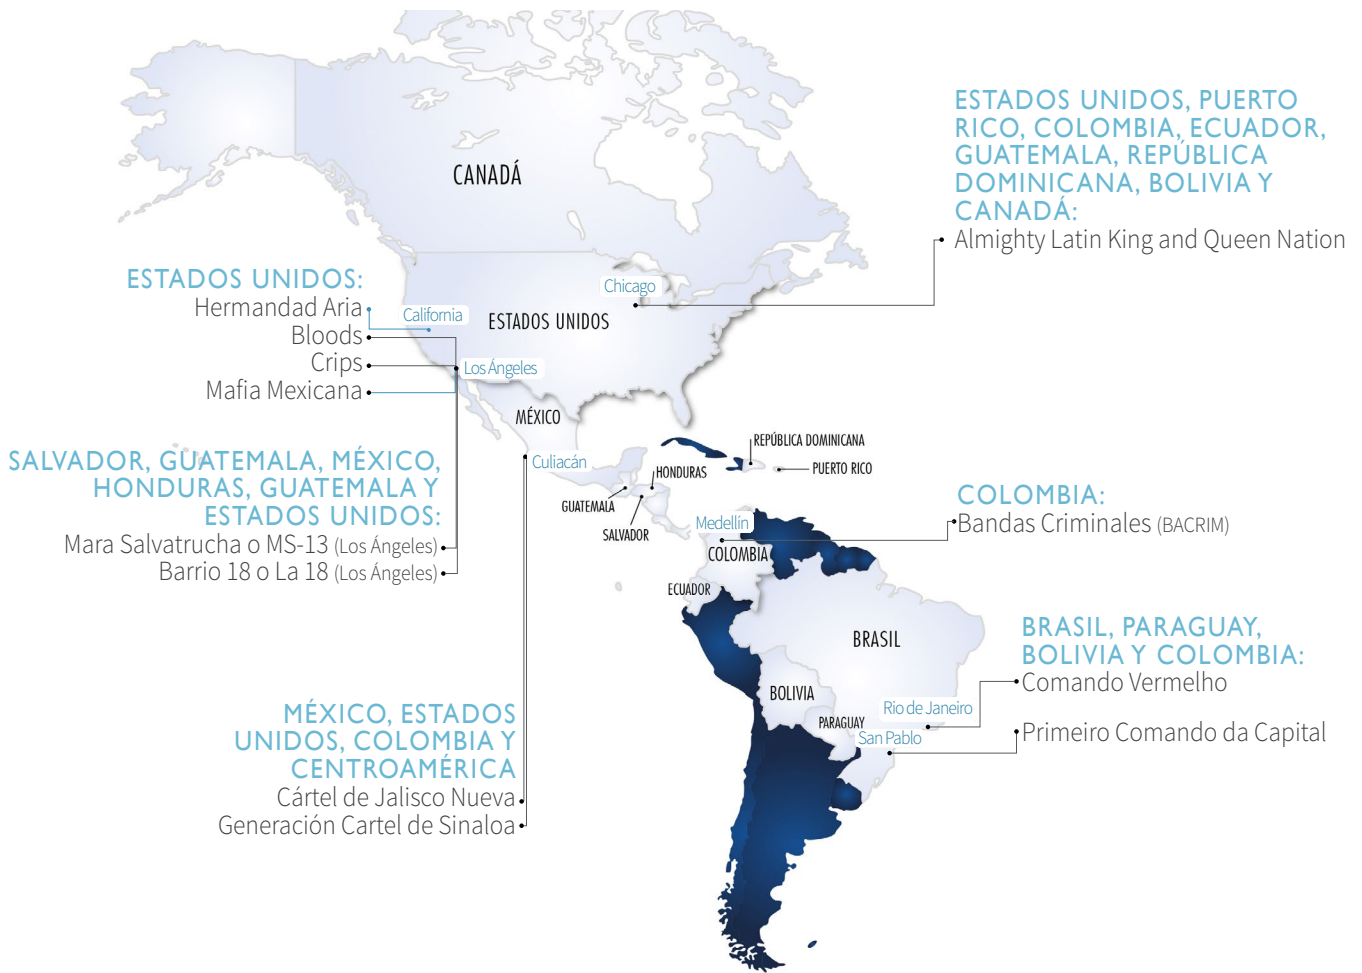 ESTADOS UNIDOS, PUERTO
RICO, COLOMBIA, ECUADOR,
GUATEMALA, REPÚBLICA
DOMINICANA, BOLIVIA Y
CANADÁ:
Almighty Latin King and Queen Nation
CANADÁ
ESTADOS UNIDOS:
Hermandad Aria
Bloods
Crips
Mafia Mexicana
California
Chicago
ESTADOS UNIDOS
Los Ángeles
MÉXICO
SALVADOR, GUATEMALA, MÉXICO,
HONDURAS, GUATEMALA Y
ESTADOS UNIDOS:
Mara Salvatrucha o MS-13 (Los Ángeles)
Barrio 18 o La 18 (Los Ángeles)
Culiacán
REPÚBLICA DOMINICANA
PUERTO RICO
HONDURAS
GUATEMALA
SALVADOR
Medellín
COLOMBIA
ECUADOR
COLOMBIA:
Bandas Criminales (BACRIM)
BRASIL
BOLIVIA
PARAGUAY
Rio de Janeiro
San Pablo
BRASIL, PARAGUAY,
BOLIVIA Y COLOMBIA:
Comando Vermelho
Primeiro Comando da Capital
MÉXICO, ESTADOS
UNIDOS, COLOMBIA Y
CENTROAMÉRICA
Cártel de Jalisco Nueva
Generación Cartel de Sinaloa